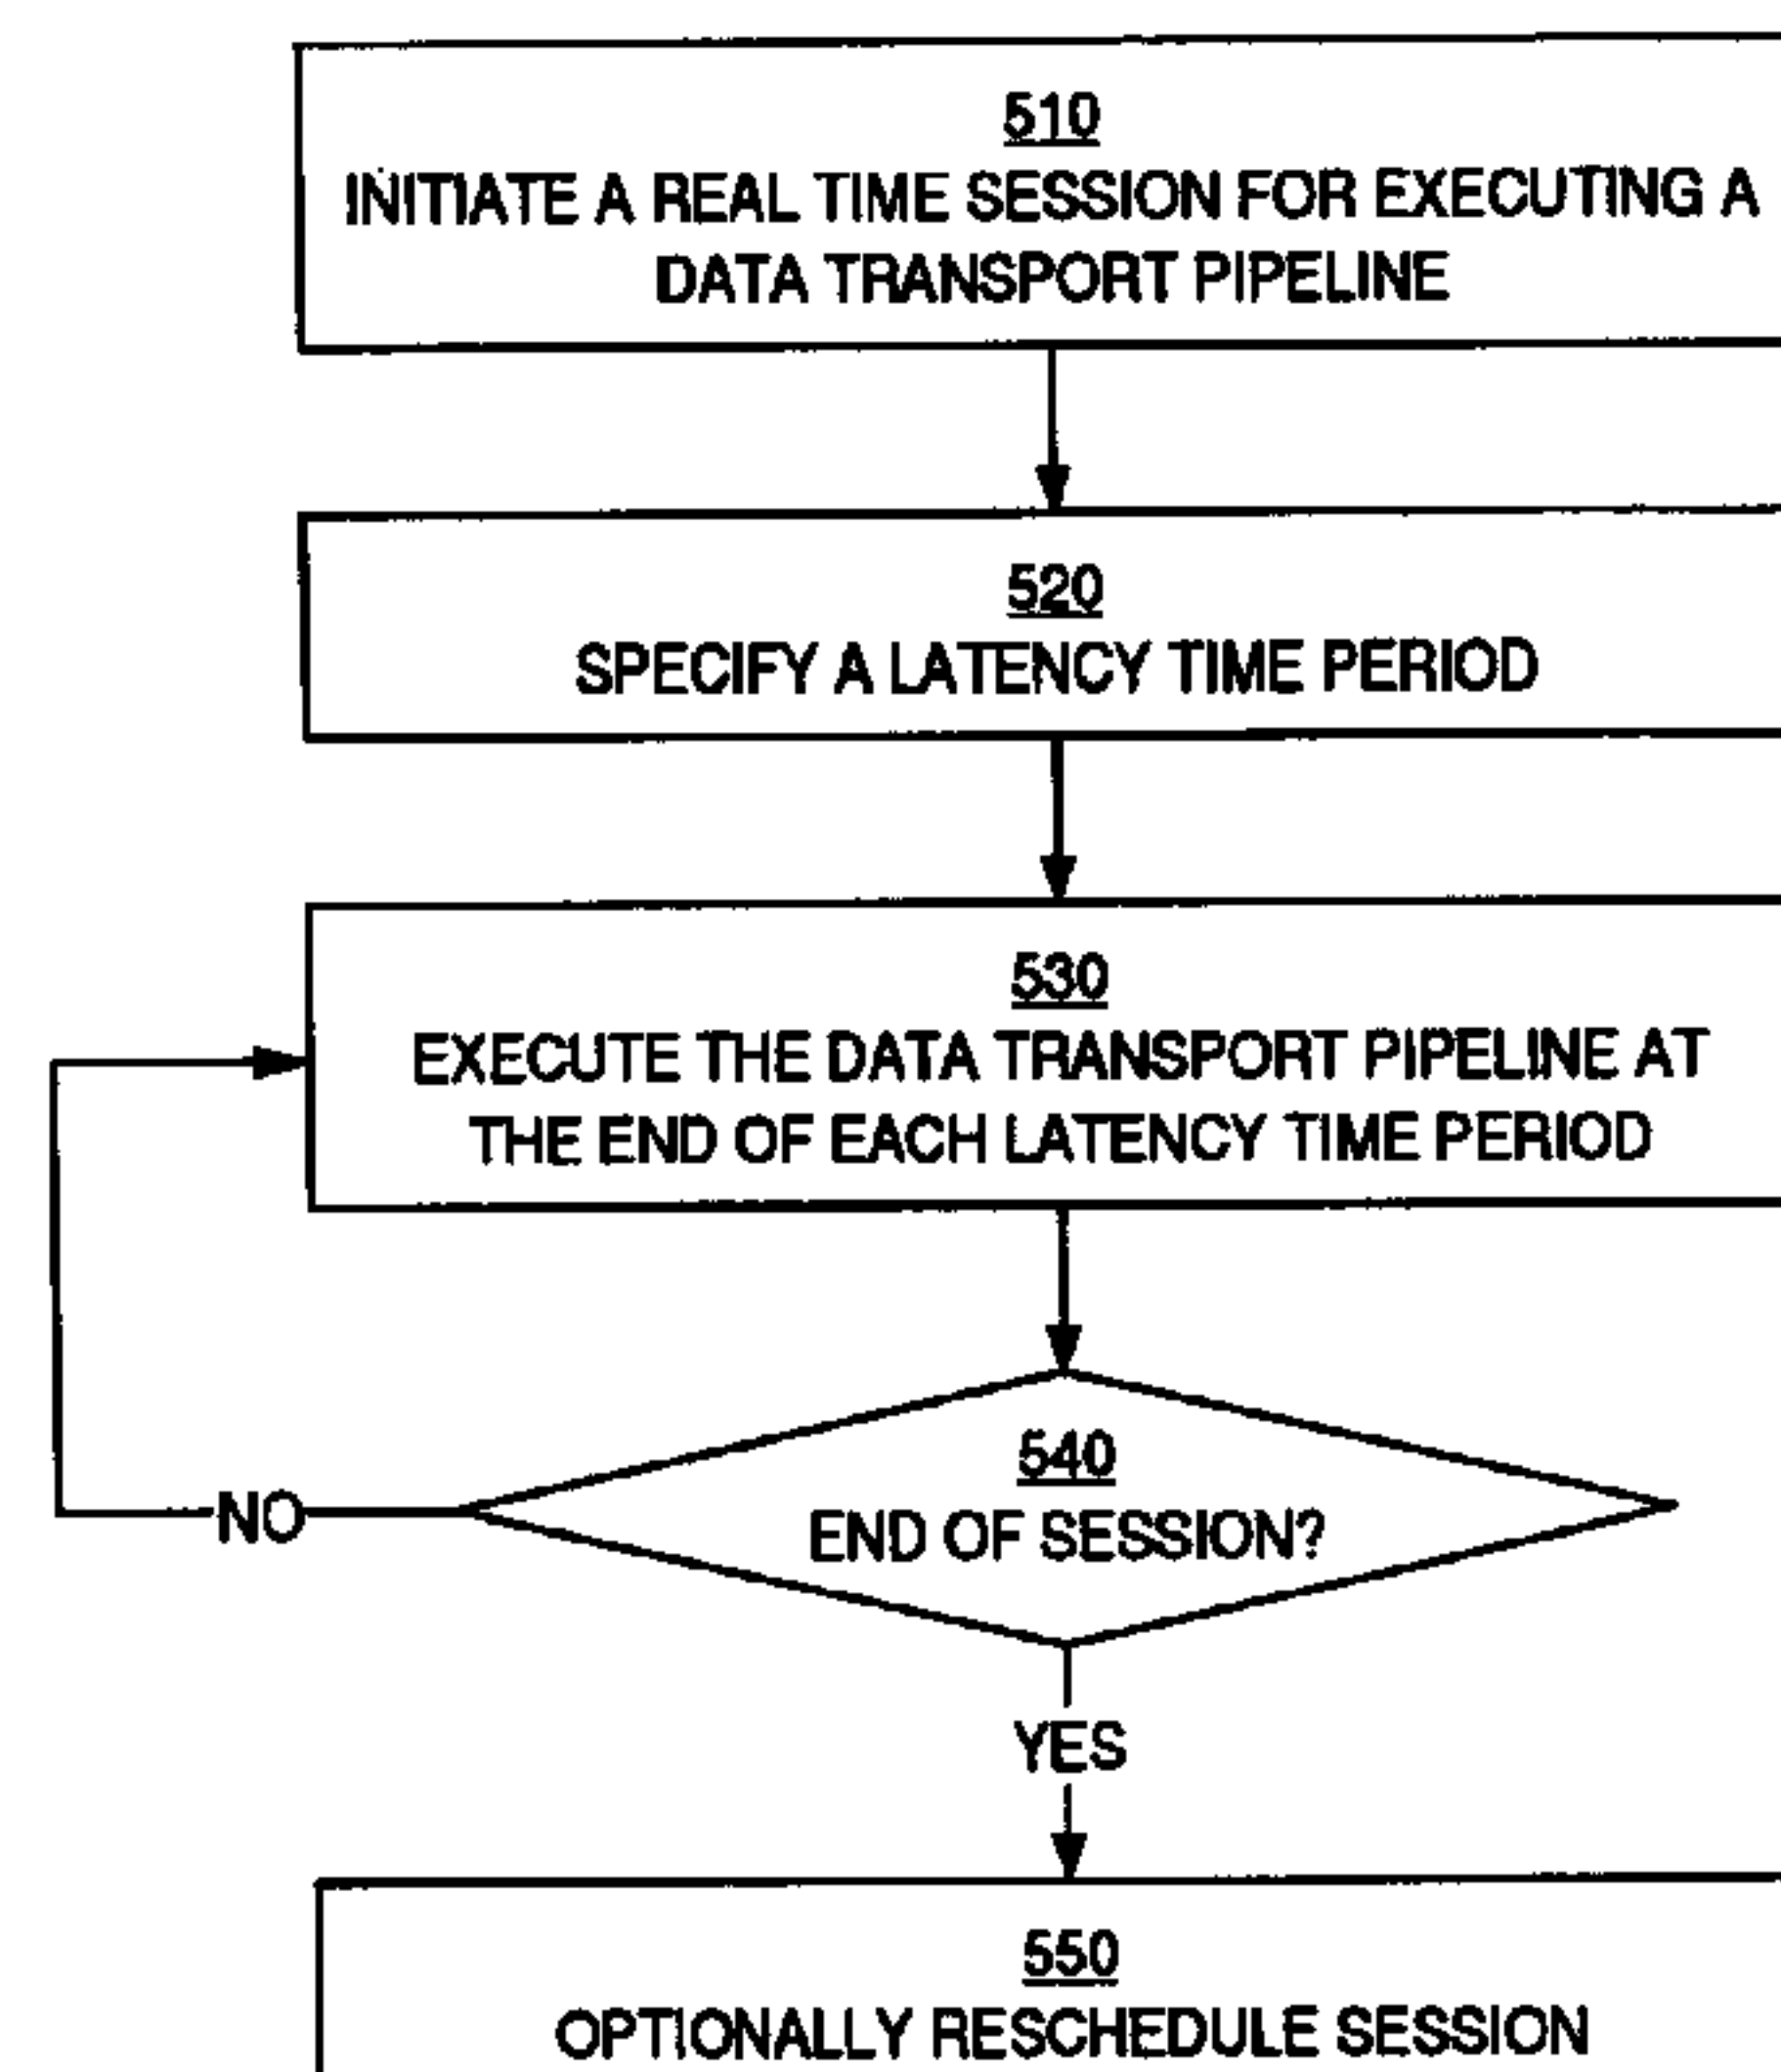 510
INITIATE A REAL TIME SESSION FOR EXECUTING A
DATA TRANSPORT PIPELINE
520
SPECIFY A LATENCY TIME PERIOD
530
EXECUTE THE DATA TRANSPORT PIPELINE AT
THE END OF EACH LATENCY TIME PERIOD
540
END OF SESSION?
NO
YES
550
OPTIONALLY RESCHEDULE SESSION